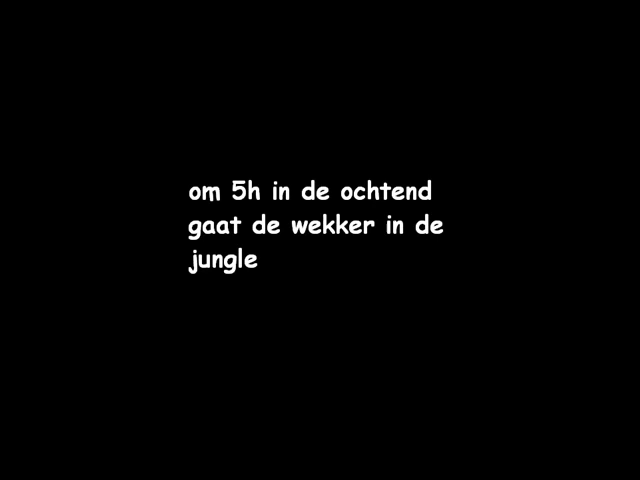 om 5h in de ochtend
gaat de wekker in de
jungle